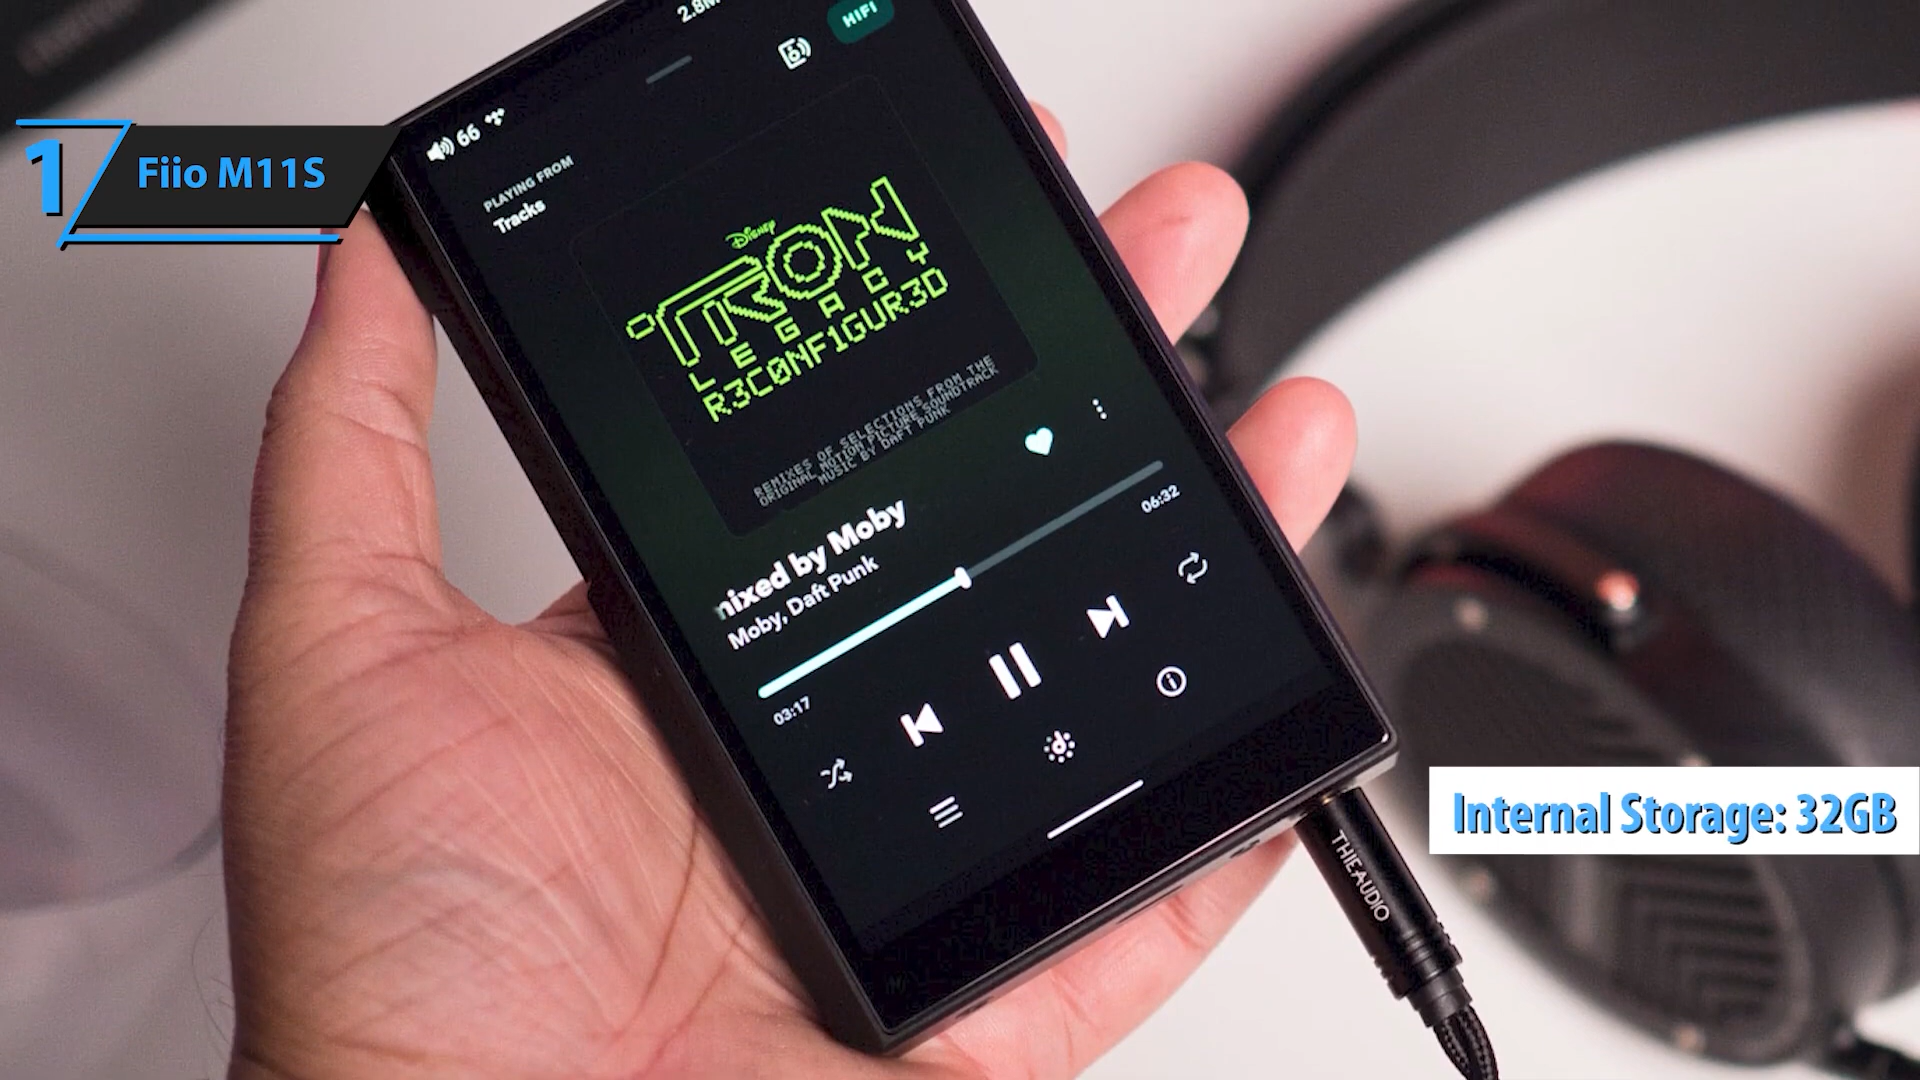 1
Fiio M11S
HIFI
66
PLAYING FROM
Tracks
Disney
TRON
LEGACY
R3C0NF1GUR3D
REMIXES OF SELECTIONS FROM THE
ORIGINAL MOTION PICTURE SOUNDTRACK
MUSIC BY DAFT PUNK
mixed by Moby
Moby, Daft Punk
03:17
06:32
THIEAUDIO
Internal Storage: 32GB